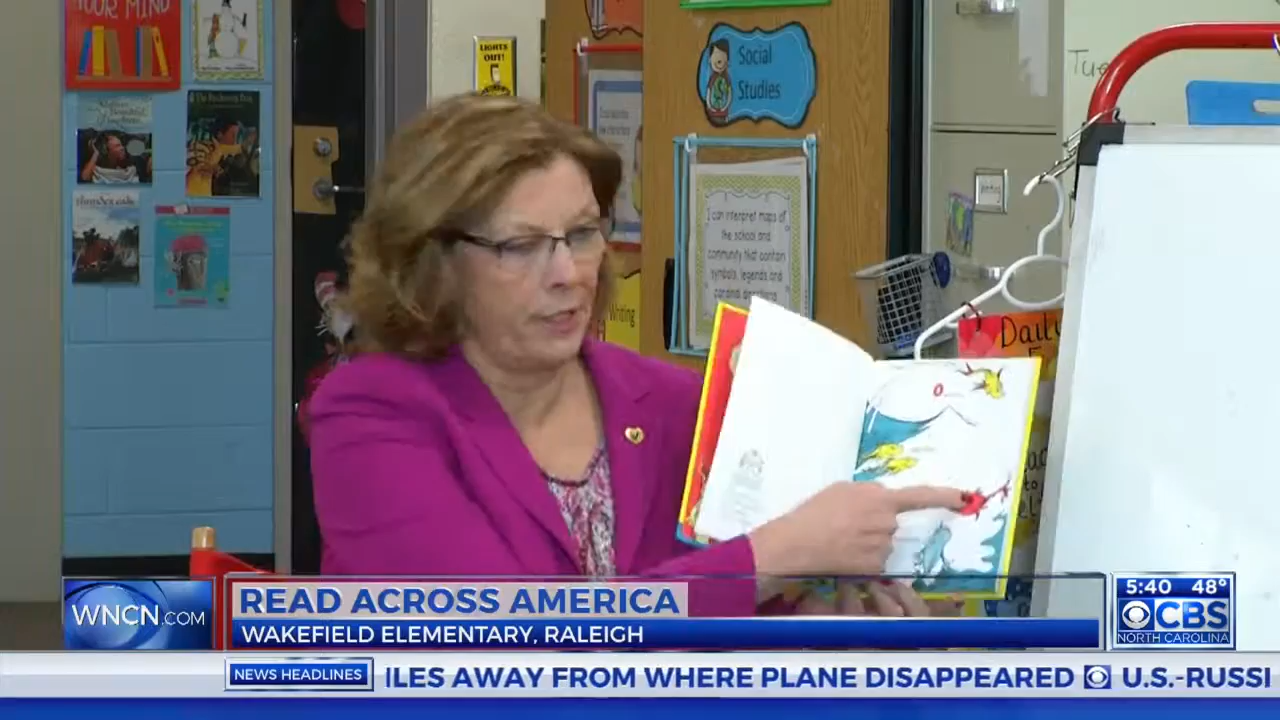 YOUR MIND
LIGHTS
OUT!
Social
Studies
I can interpret maps of
the school and
community that contain
symbols, legends, and
Writing
Tue
Writing
Daily
WNCN.COM
READ ACROSS AMERICA
WAKEFIELD ELEMENTARY, RALEIGH
5:40 48°
CBS
NORTH CAROLINA
NEWS HEADLINES
ILES AWAY FROM WHERE PLANE DISAPPEARED
U.S.-RUSSI